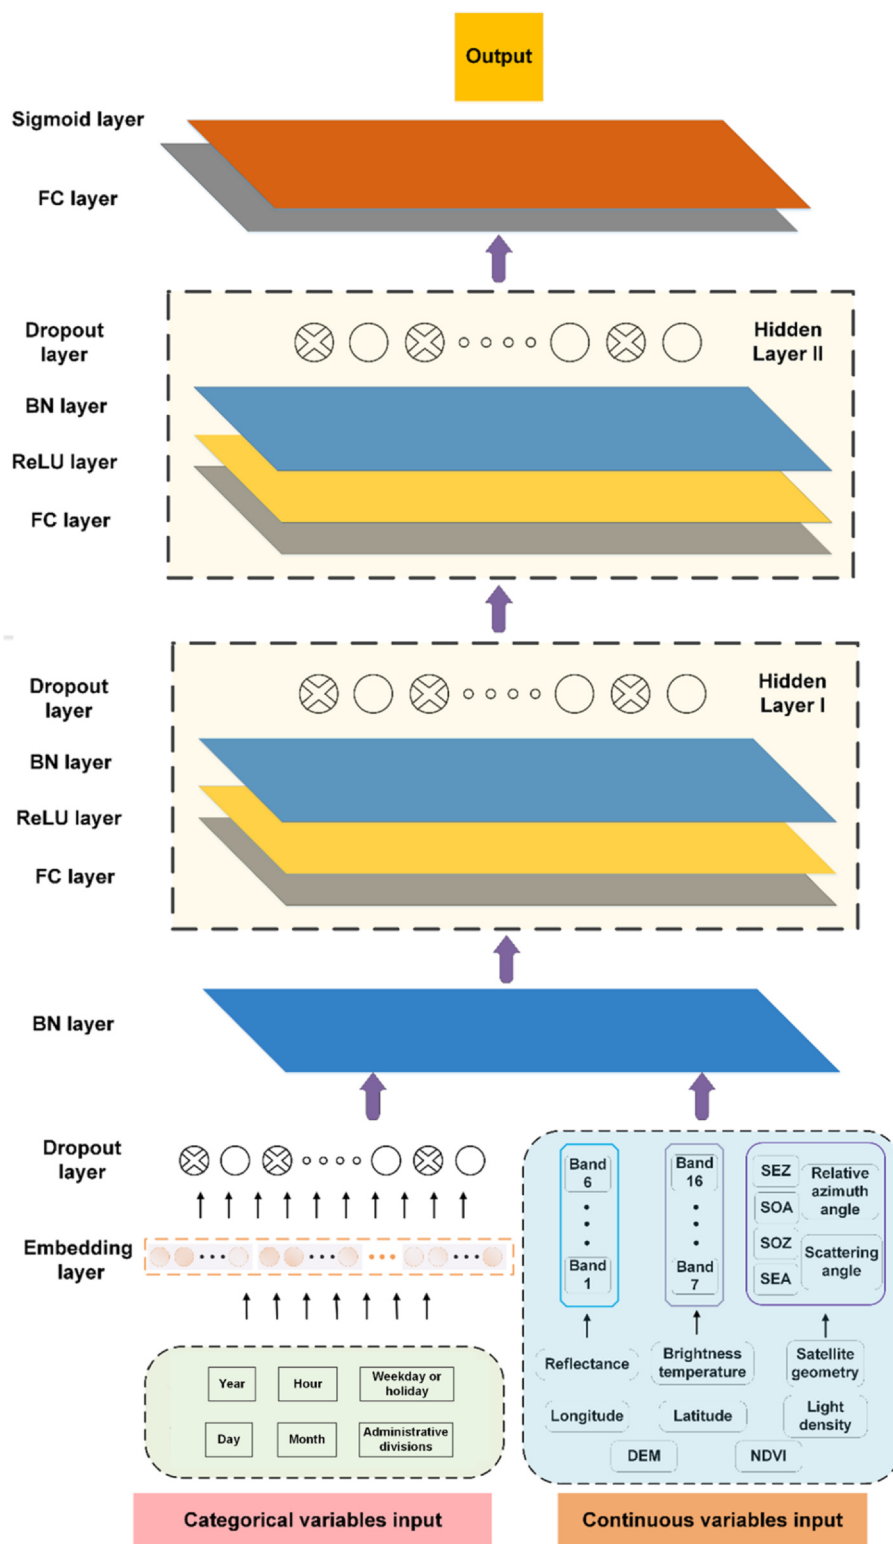 Output
Sigmoid layer
FC layer
Dropout
layer
Hidden
Layer II
BN layer
ReLU layer
FC layer
Dropout
layer
Hidden
Layer I
BN layer
ReLU layer
FC layer
BN layer
Dropout
layer
Embedding
layer
Band
6
Band
1
Band
16
Band
7
SEZ
SOA
SOZ
SEA
Relative
azimuth
angle
Scattering
angle
Reflectance
Brightness
temperature
Satellite
geometry
Longitude
Latitude
Light
density
DEM
NDVI
Year
Hour
Weekday or
holiday
Day
Month
Administrative
divisions
Categorical variables input
Continuous variables input